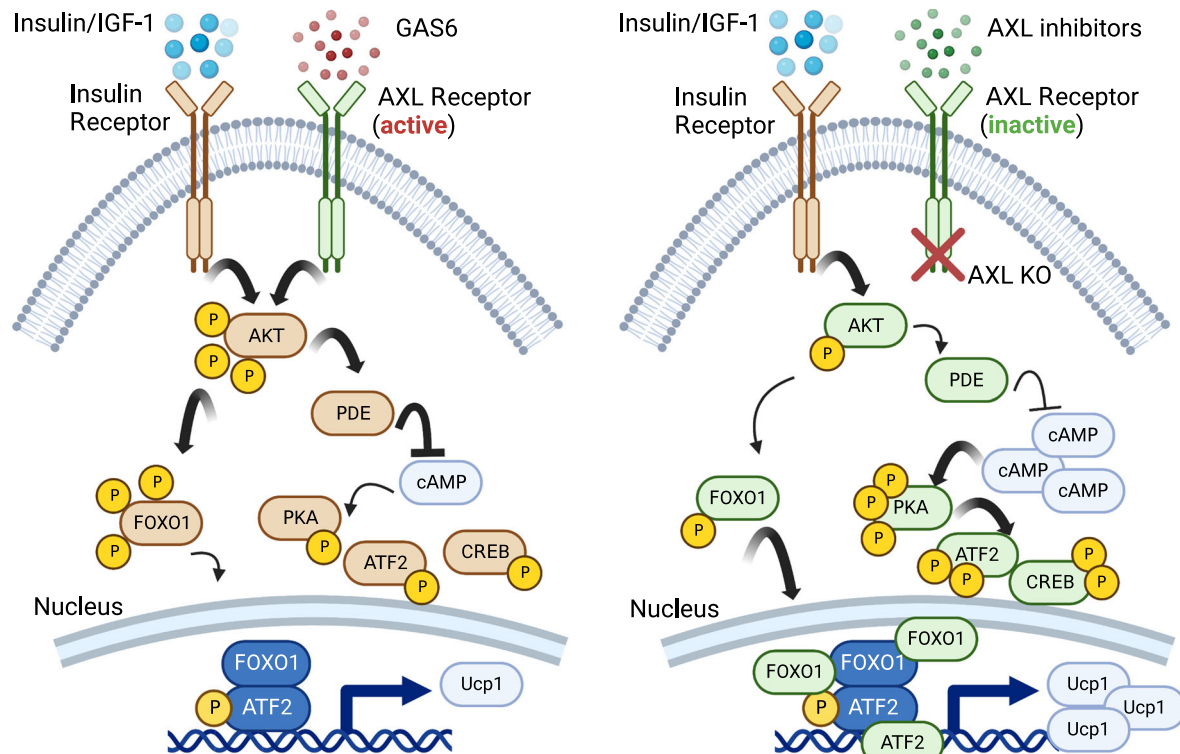 Insulin/IGF-1
GAS6
Insulin
Receptor
AXL Receptor
(active)
P
AKT
P
P
PDE
cAMP
P
P
FOXO1
P
PKA
P
ATF2
P
CREB
P
Nucleus
FOXO1
P
ATF2
Ucp1
Insulin/IGF-1
AXL inhibitors
Insulin
Receptor
AXL Receptor
(inactive)
AXL KO
AKT
P
PDE
cAMP
cAMP
cAMP
FOXO1
P
P
P
PKA
P
ATF2
P
P
CREB
P
P
Nucleus
FOXO1
FOXO1
FOXO1
P
ATF2
ATF2
Ucp1
Ucp1
Ucp1